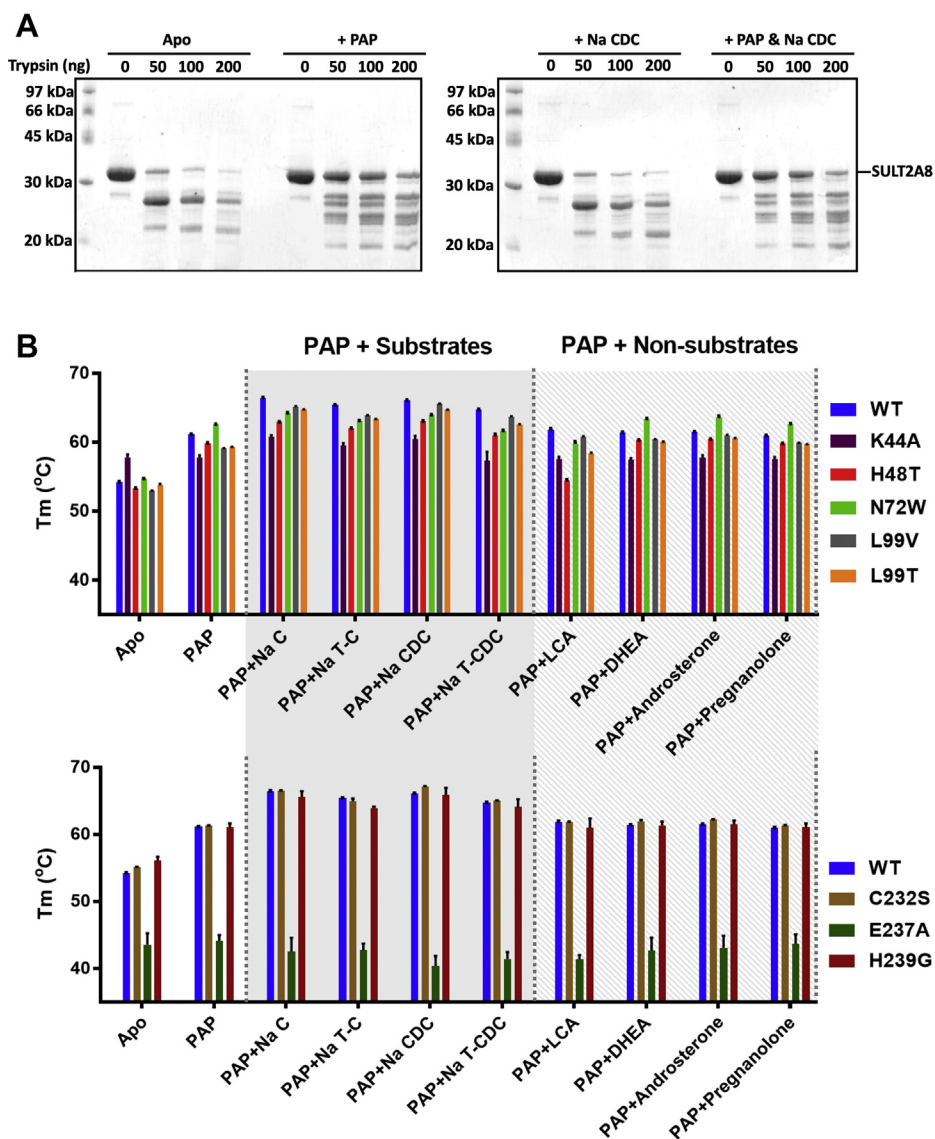 A
Apo + PAP + Na CDC + PAP & Na CDC
Trypsin (ng) 0 50 100 200 0 50 100 200 0 50 100 200 0 50 100 200
97 kDa 97 kDa
66 kDa 66 kDa
45 kDa 45 kDa
SULT2A8
30 kDa 30 kDa
20 kDa 20 kDa
B
PAP + Substrates PAP + Non-substrates
70
60
50
40
Tm (°C)
WT
K44A
H48T
N72W
L99V
L99T
Apo
PAP
PAP+Na C
PAP+Na T-C
PAP+Na CDC
PAP+Na T-CDC
PAP+LCA
PAP+DHEA
PAP+Androsterone
PAP+Pregnanolone
70
60
50
40
Tm (°C)
WT
C232S
E237A
H239G
Apo
PAP
PAP+Na C
PAP+Na T-C
PAP+Na CDC
PAP+Na T-CDC
PAP+LCA
PAP+DHEA
PAP+Androsterone
PAP+Pregnanolone